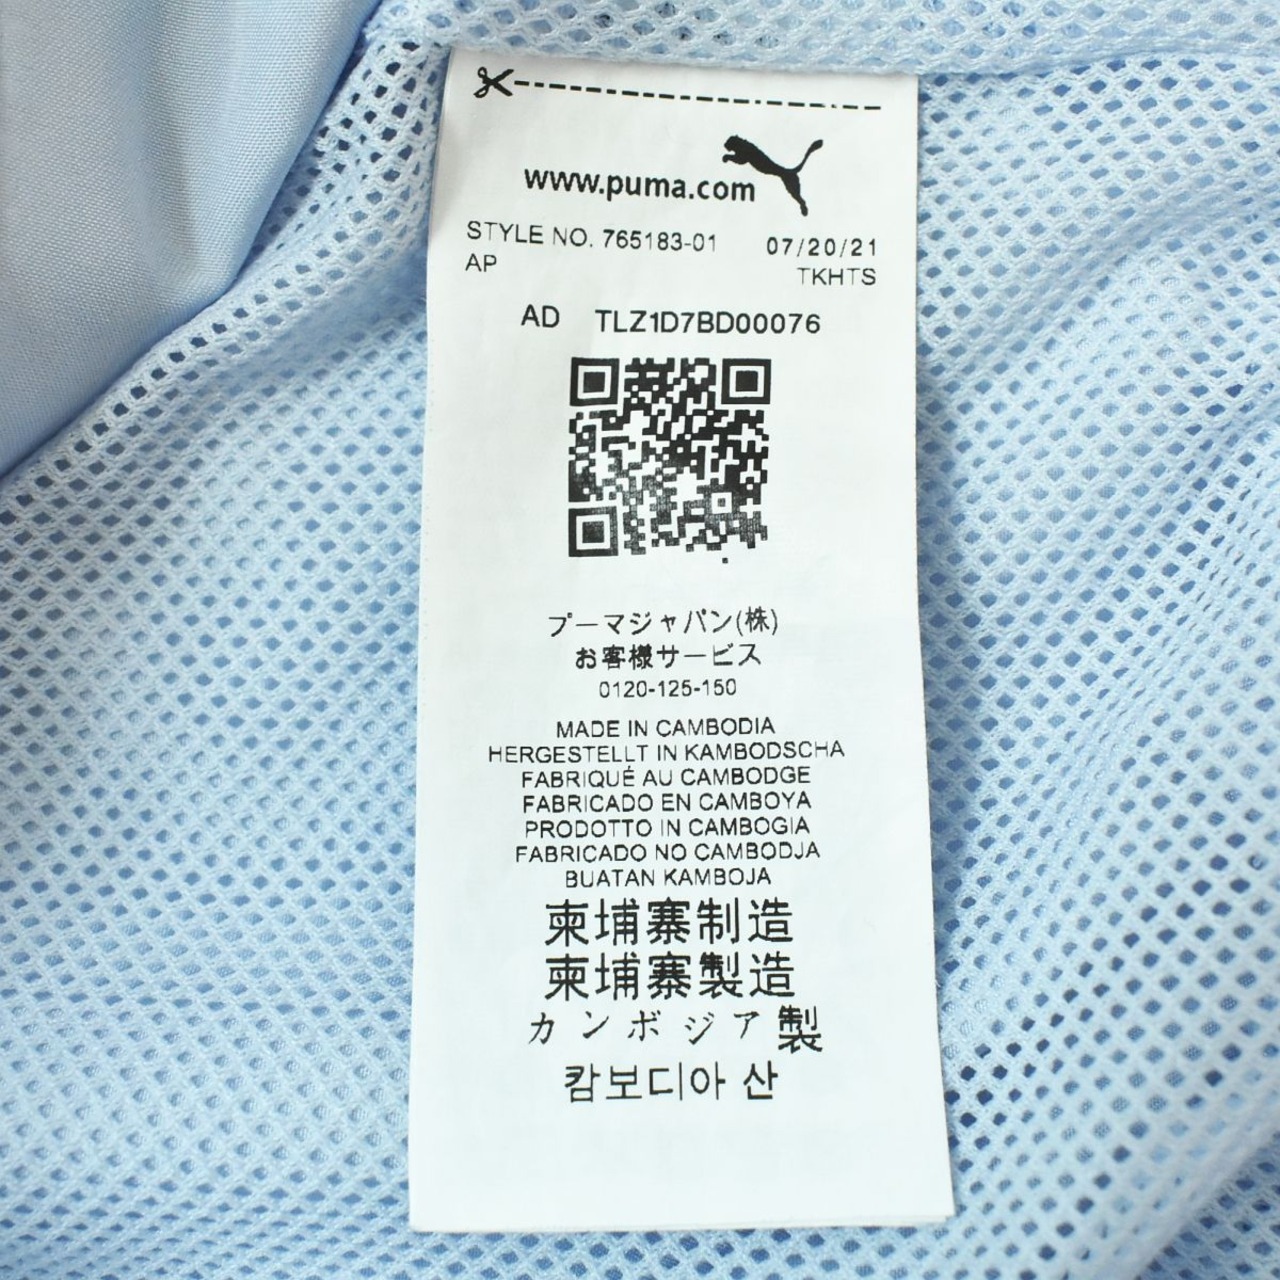 www.puma.com
STYLE NO. 765183-01 07/20/21
AP TKHTS
AD TLZ1D7BD00076
プーマジャパン(株)
お客様サービス
0120-125-150
MADE IN CAMBODIA
HERGESTELLT IN KAMBODSCHA
FABRIQUÉ AU CAMBODGE
FABRICADO EN CAMBOYA
PRODOTTO IN CAMBOGIA
FABRICADO NO CAMBODJA
BUATAN KAMBOJA
柬埔寨制造
柬埔寨製造
カンボジア製
캄보디아 산